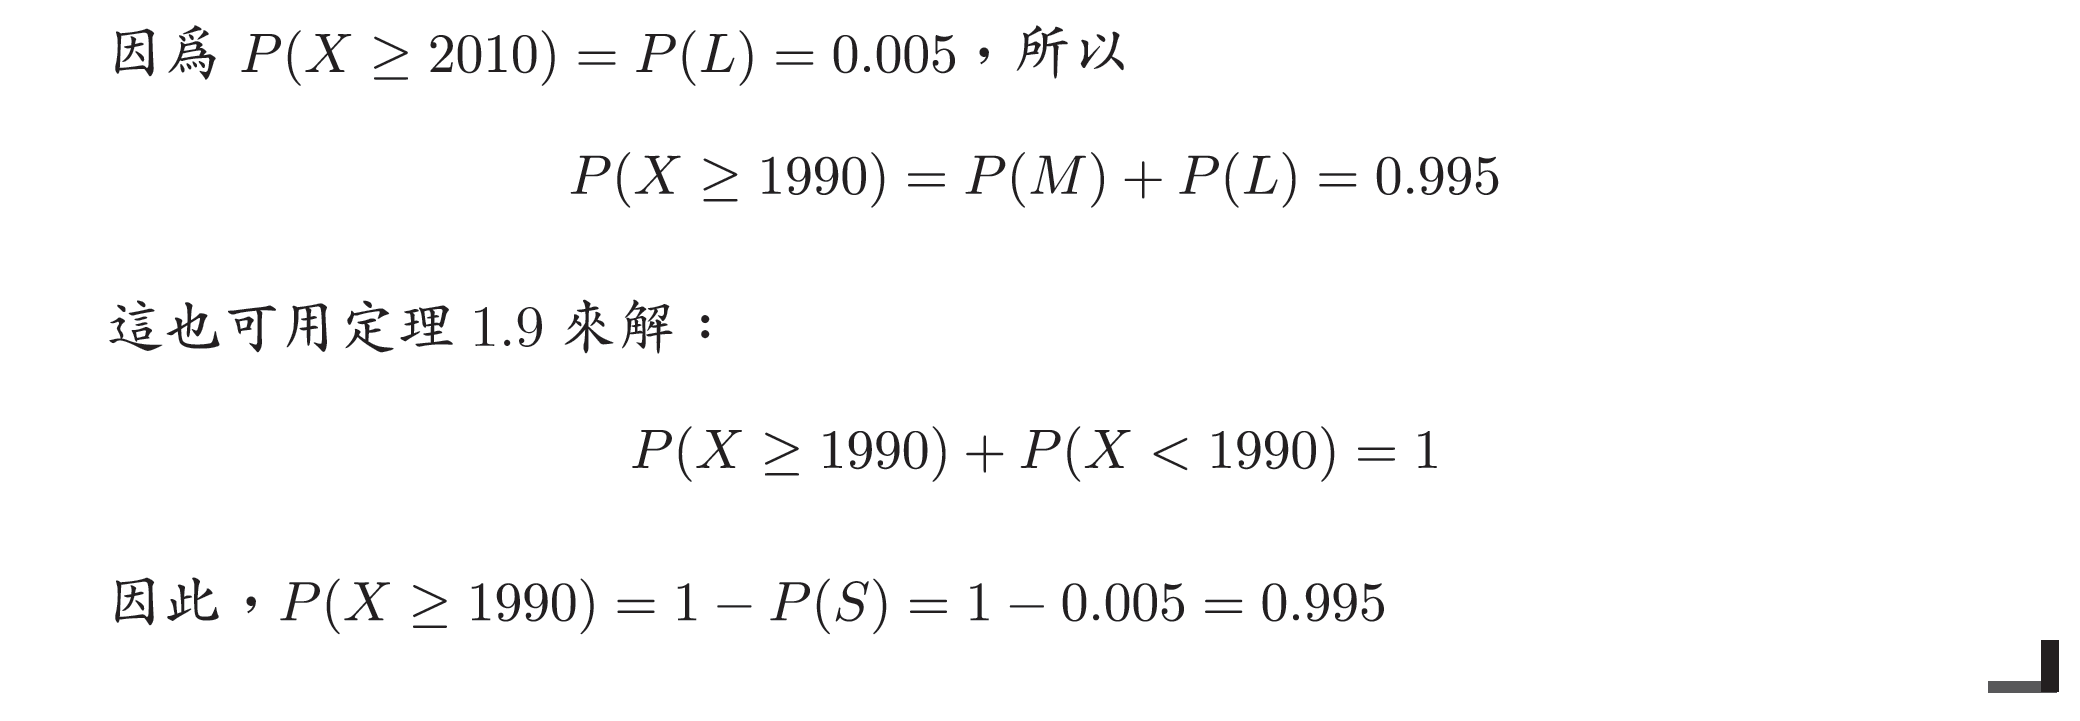 因爲 P(X ≥ 2010) = P(L) = 0.005，所以
P(X ≥ 1990) = P(M) + P(L) = 0.995
這也可用定理 1.9 來解：
P(X ≥ 1990) + P(X < 1990) = 1
因此，P(X ≥ 1990) = 1 − P(S) = 1 − 0.005 = 0.995